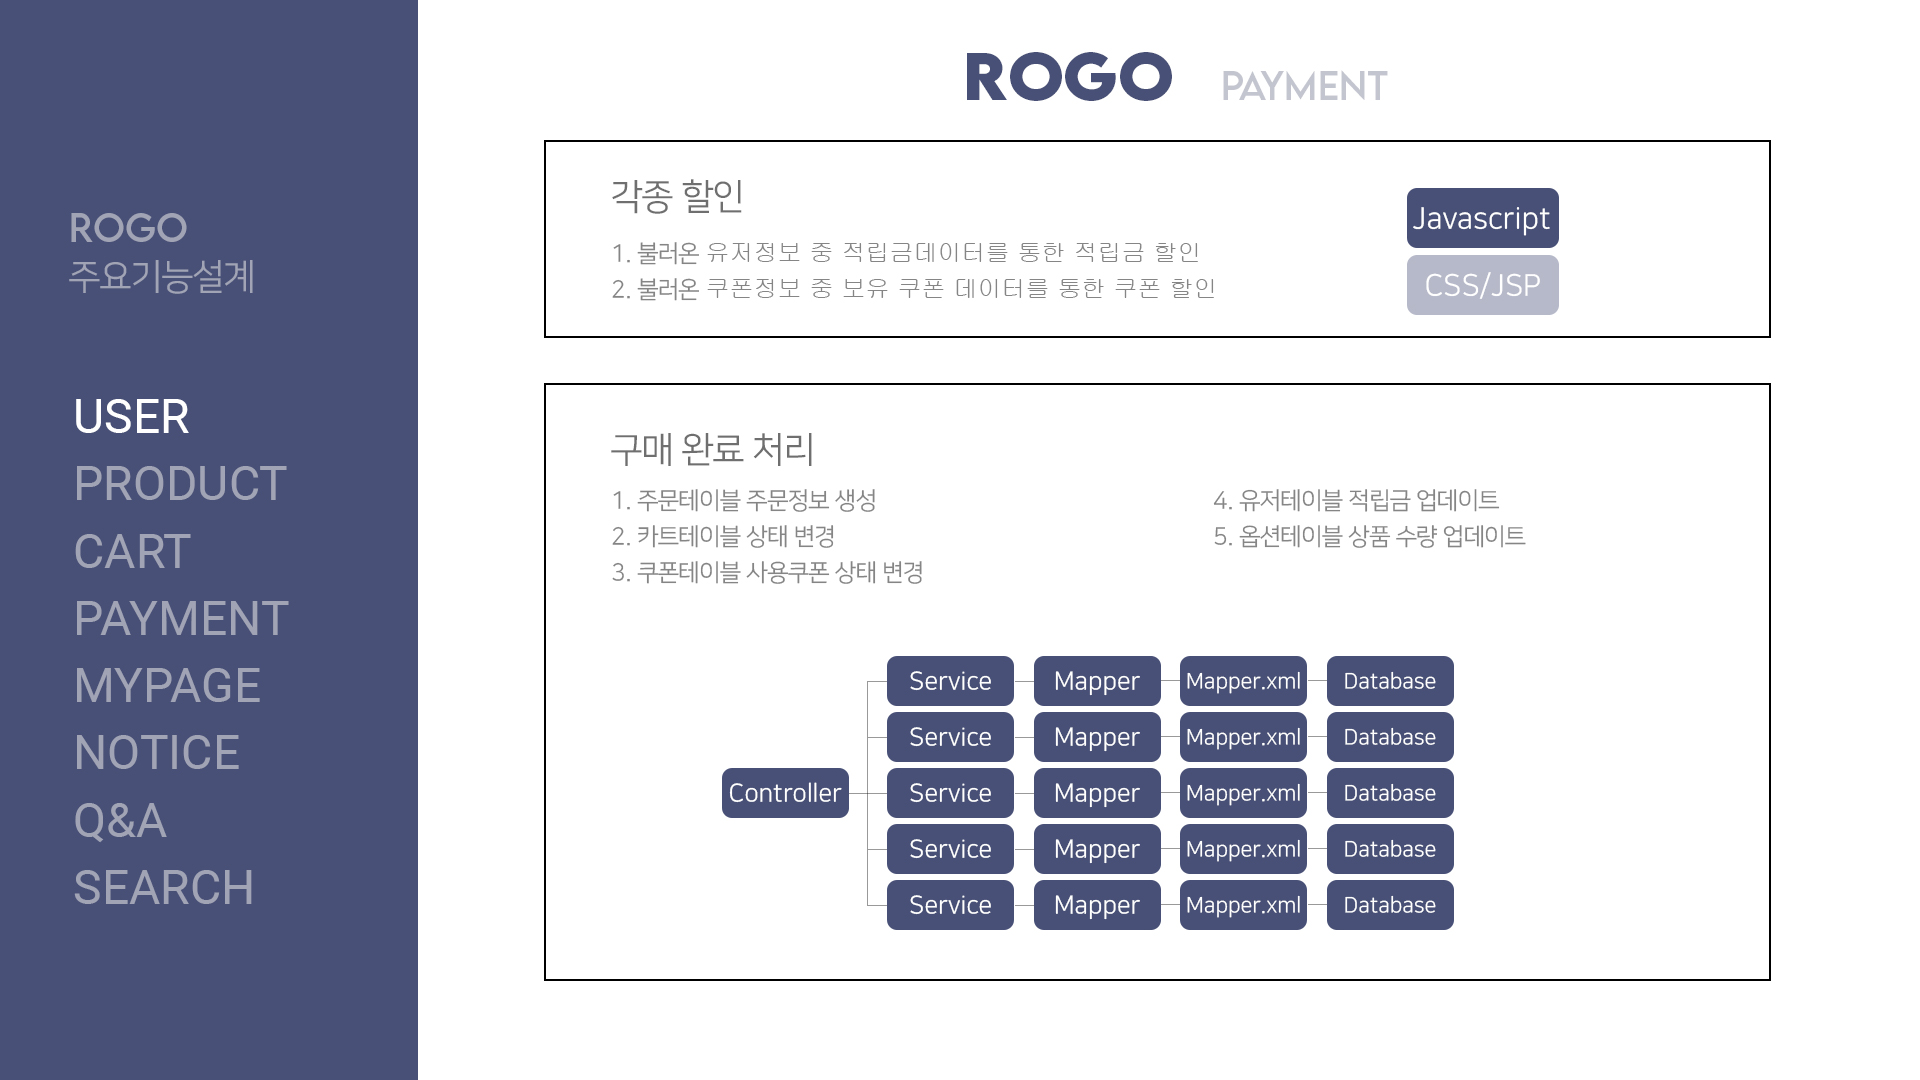 ROGO
주요기능설계
USER
PRODUCT
CART
PAYMENT
MYPAGE
NOTICE
Q&A
SEARCH
ROGO PAYMENT
각종 할인
1. 불러온 유저정보 중 적립금데이터를 통한 적립금 할인
2. 불러온 쿠폰정보 중 보유 쿠폰 데이터를 통한 쿠폰 할인
Javascript
CSS/JSP
구매 완료 처리
1. 주문테이블 주문정보 생성
2. 카트테이블 상태 변경
3. 쿠폰테이블 사용쿠폰 상태 변경
4. 유저테이블 적립금 업데이트
5. 옵션테이블 상품 수량 업데이트
Controller
Service Mapper Mapper.xml Database
Service Mapper Mapper.xml Database
Service Mapper Mapper.xml Database
Service Mapper Mapper.xml Database
Service Mapper Mapper.xml Database